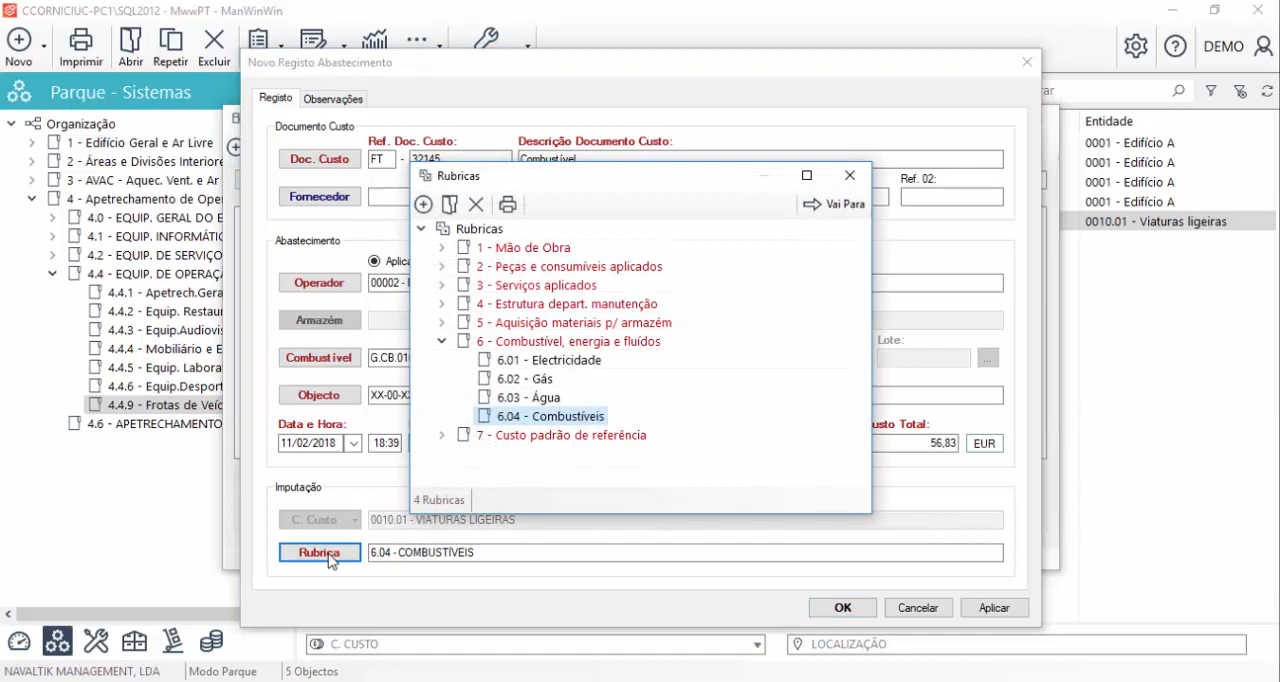 CCORNICIUC-PC1\SQL2012 - MwwPT - ManWinWin
Novo
Imprimir
Abrir
Repetir
Excluir
DEMO
Parque - Sistemas
Organização
1 - Edifício Geral e Ar Livre
2 - Áreas e Divisões Interiore
3 - AVAC - Aquec. Vent. e Ar
4 - Apetrechamento de Oper
4.0 - EQUIP. GERAL DO E
4.1 - EQUIP. INFORMÁTIC
4.2 - EQUIP. DE SERVIÇO
4.4 - EQUIP. DE OPERAÇ
4.4.1 - Apetrech.Gera
4.4.2 - Equip. Restau
4.4.3 - Equip.Audiovis
4.4.4 - Mobiliário e E
4.4.5 - Equip. Labora
4.4.6 - Equip.Desport
4.4.9 - Frotas de Veíc
4.6 - APETRECHAMENTO
Novo Registo Abastecimento
Registo
Observações
Documento Custo
Ref. Doc. Custo:
Descrição Documento Custo:
Doc. Custo
FT
-
32145
Combustível
Fornecedor
Ref. 02:
Abastecimento
Aplica
Operador
00002 -
Armazém
Combustível
G.CB.01
Lote:
...
Objecto
XX-00-X
Data e Hora:
11/02/2018
18:39
usto Total:
56,83
EUR
Imputação
C. Custo
0010.01 - VIATURAS LIGEIRAS
Rubrica
6.04 - COMBUSTÍVEIS
OK
Cancelar
Aplicar
Rubricas
Vai Para
Rubricas
1 - Mão de Obra
2 - Peças e consumíveis aplicados
3 - Serviços aplicados
4 - Estrutura depart. manutenção
5 - Aquisição materiais p/ armazém
6 - Combustível, energia e fluídos
6.01 - Electricidade
6.02 - Gás
6.03 - Água
6.04 - Combustíveis
7 - Custo padrão de referência
4 Rubricas
rar
Entidade
0001 - Edifício A
0001 - Edifício A
0001 - Edifício A
0001 - Edifício A
0010.01 - Viaturas ligeiras
C. CUSTO
LOCALIZAÇÃO
NAVALTIK MANAGEMENT, LDA
Modo Parque
5 Objectos